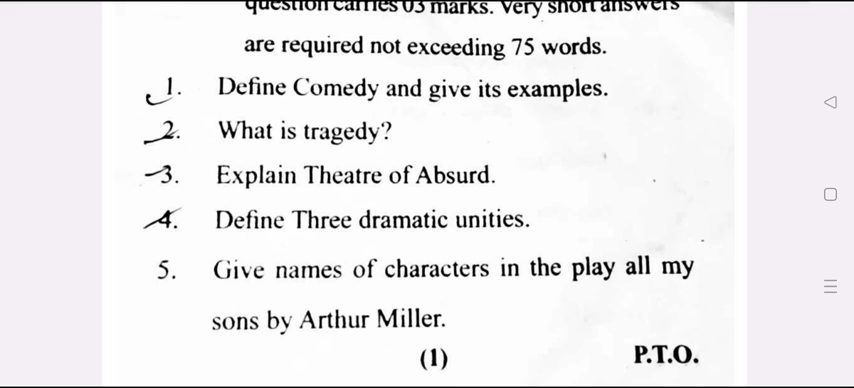 question carries 03 marks. Very short answers
are required not exceeding 75 words.
1. Define Comedy and give its examples.
2. What is tragedy?
3. Explain Theatre of Absurd.
4. Define Three dramatic unities.
5. Give names of characters in the play all my
sons by Arthur Miller.
(1) P.T.O.